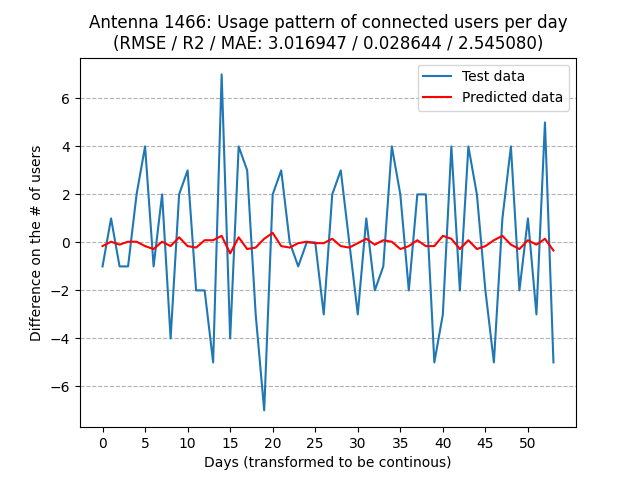 Antenna 1466: Usage pattern of connected users per day
(RMSE / R2 / MAE: 3.016947 / 0.028644 / 2.545080)
Test data
Predicted data
Difference on the # of users
6
4
2
0
−2
−4
−6
0 5 10 15 20 25 30 35 40 45 50
Days (transformed to be continous)